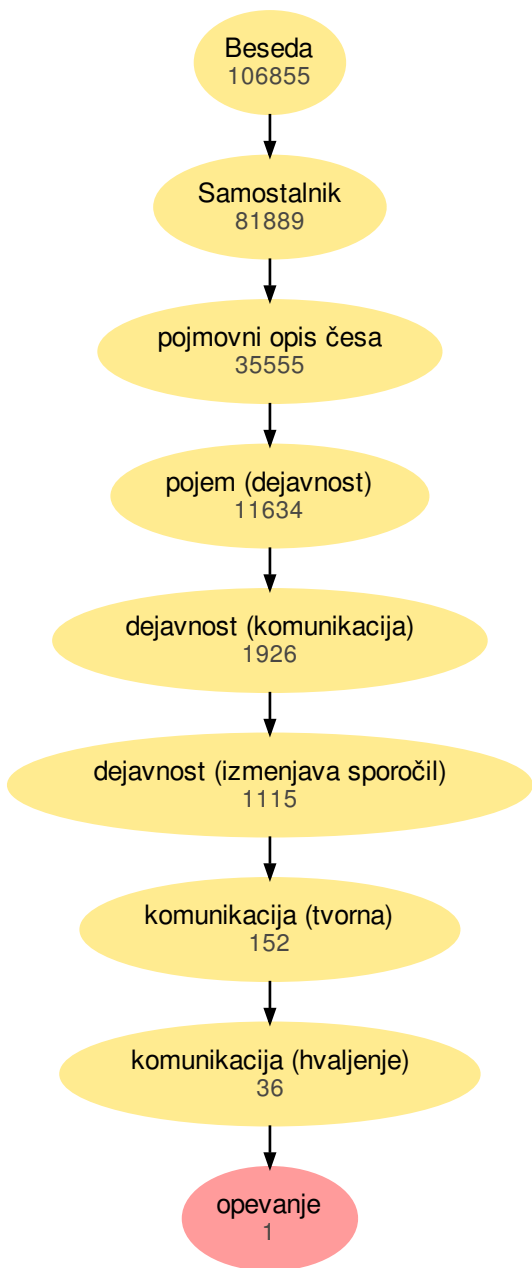 Beseda
106855
Samostalnik
81889
pojmovni opis česa
35555
pojem (dejavnost)
11634
dejavnost (komunikacija)
1926
dejavnost (izmenjava sporočil)
1115
komunikacija (tvorna)
152
komunikacija (hvaljenje)
36
opevanje
1